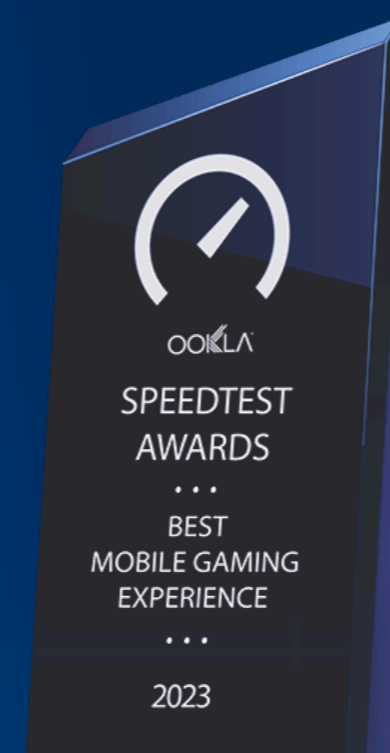 OOKLA
SPEEDTEST
AWARDS
• • •
BEST
MOBILE GAMING
EXPERIENCE
• • •
2023